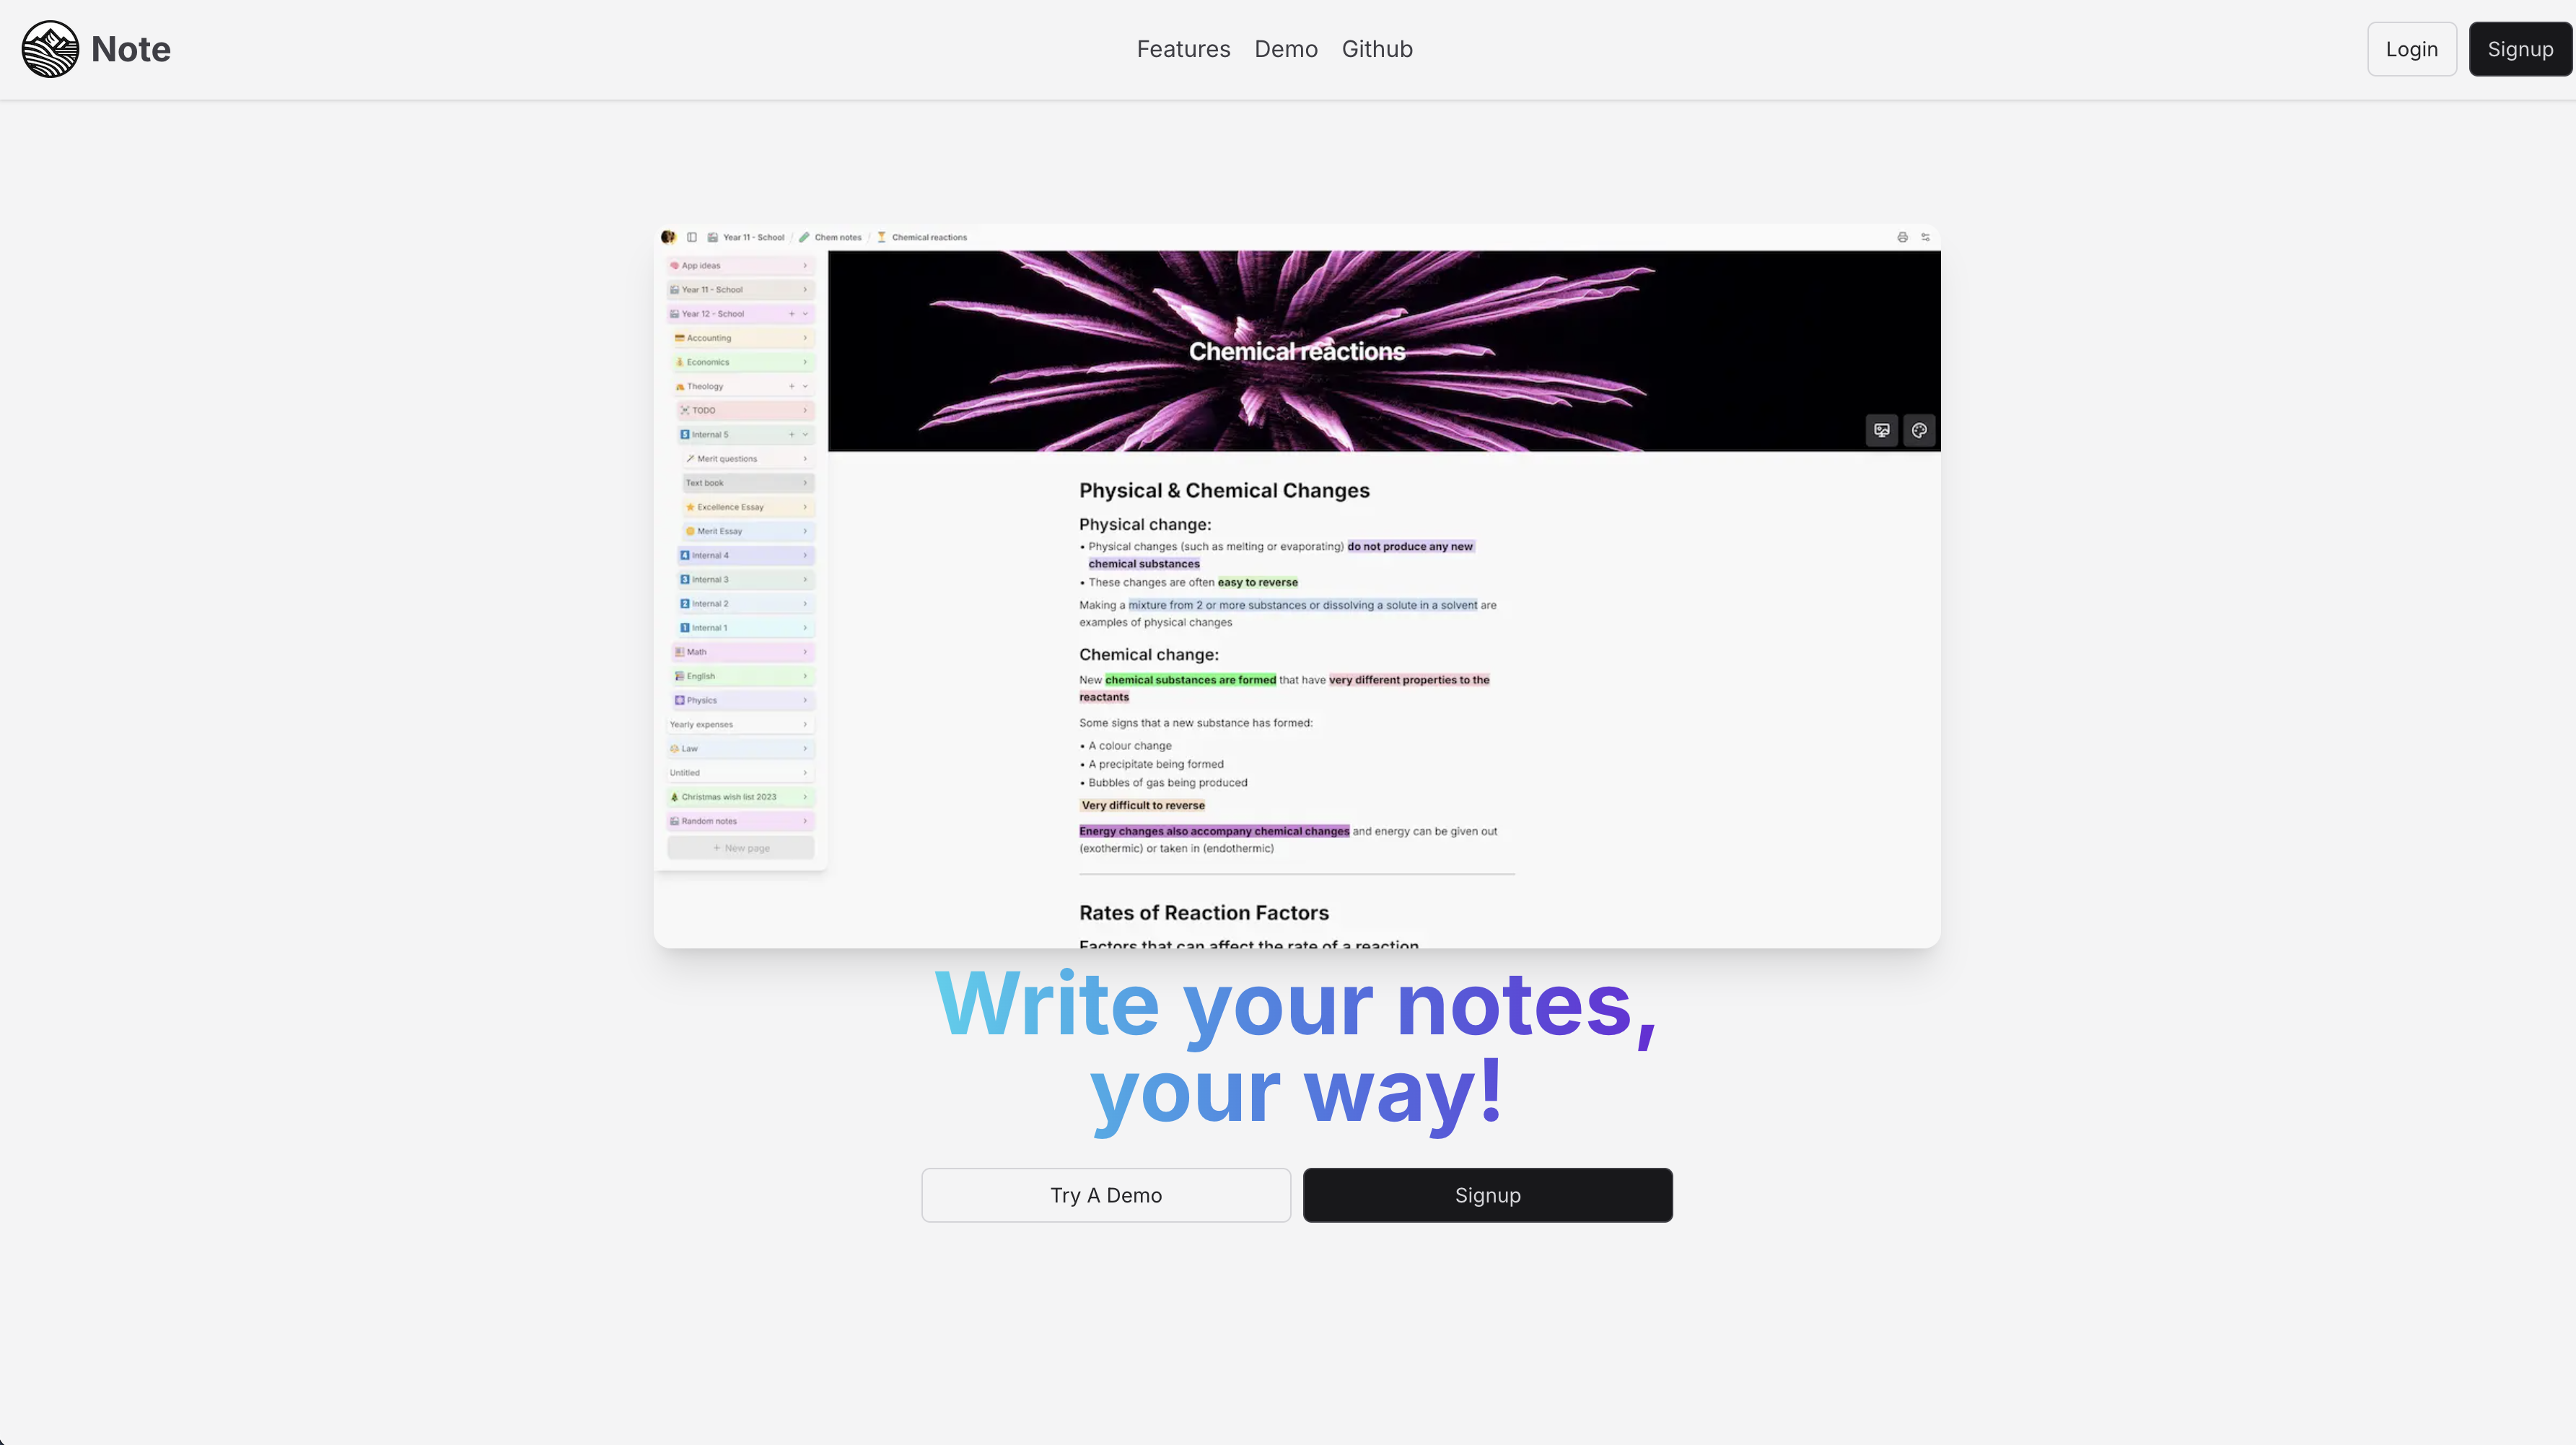 Note
Features
Demo
Github
Login
Signup
Year 11 - School / Chem notes / Chemical reactions
App ideas
Year 11 - School
Year 12 - School
Accounting
Economics
Theology
TODO
5 Internal 5
Merit questions
Text book
Excellence Essay
Merit Essay
4 Internal 4
3 Internal 3
2 Internal 2
1 Internal 1
Math
English
Physics
Yearly expenses
Law
Untitled
Christmas wish list 2023
Random notes
+ New page
Chemical reactions
Physical & Chemical Changes
Physical change:
• Physical changes (such as melting or evaporating) do not produce any new
chemical substances
• These changes are often easy to reverse
Making a mixture from 2 or more substances or dissolving a solute in a solvent are
examples of physical changes
Chemical change:
New chemical substances are formed that have very different properties to the
reactants
Some signs that a new substance has formed:
• A colour change
• A precipitate being formed
• Bubbles of gas being produced
Very difficult to reverse
Energy changes also accompany chemical changes and energy can be given out
(exothermic) or taken in (endothermic)
Rates of Reaction Factors
Factors that can affect the rate of a reaction
Write your notes,
your way!
Try A Demo
Signup